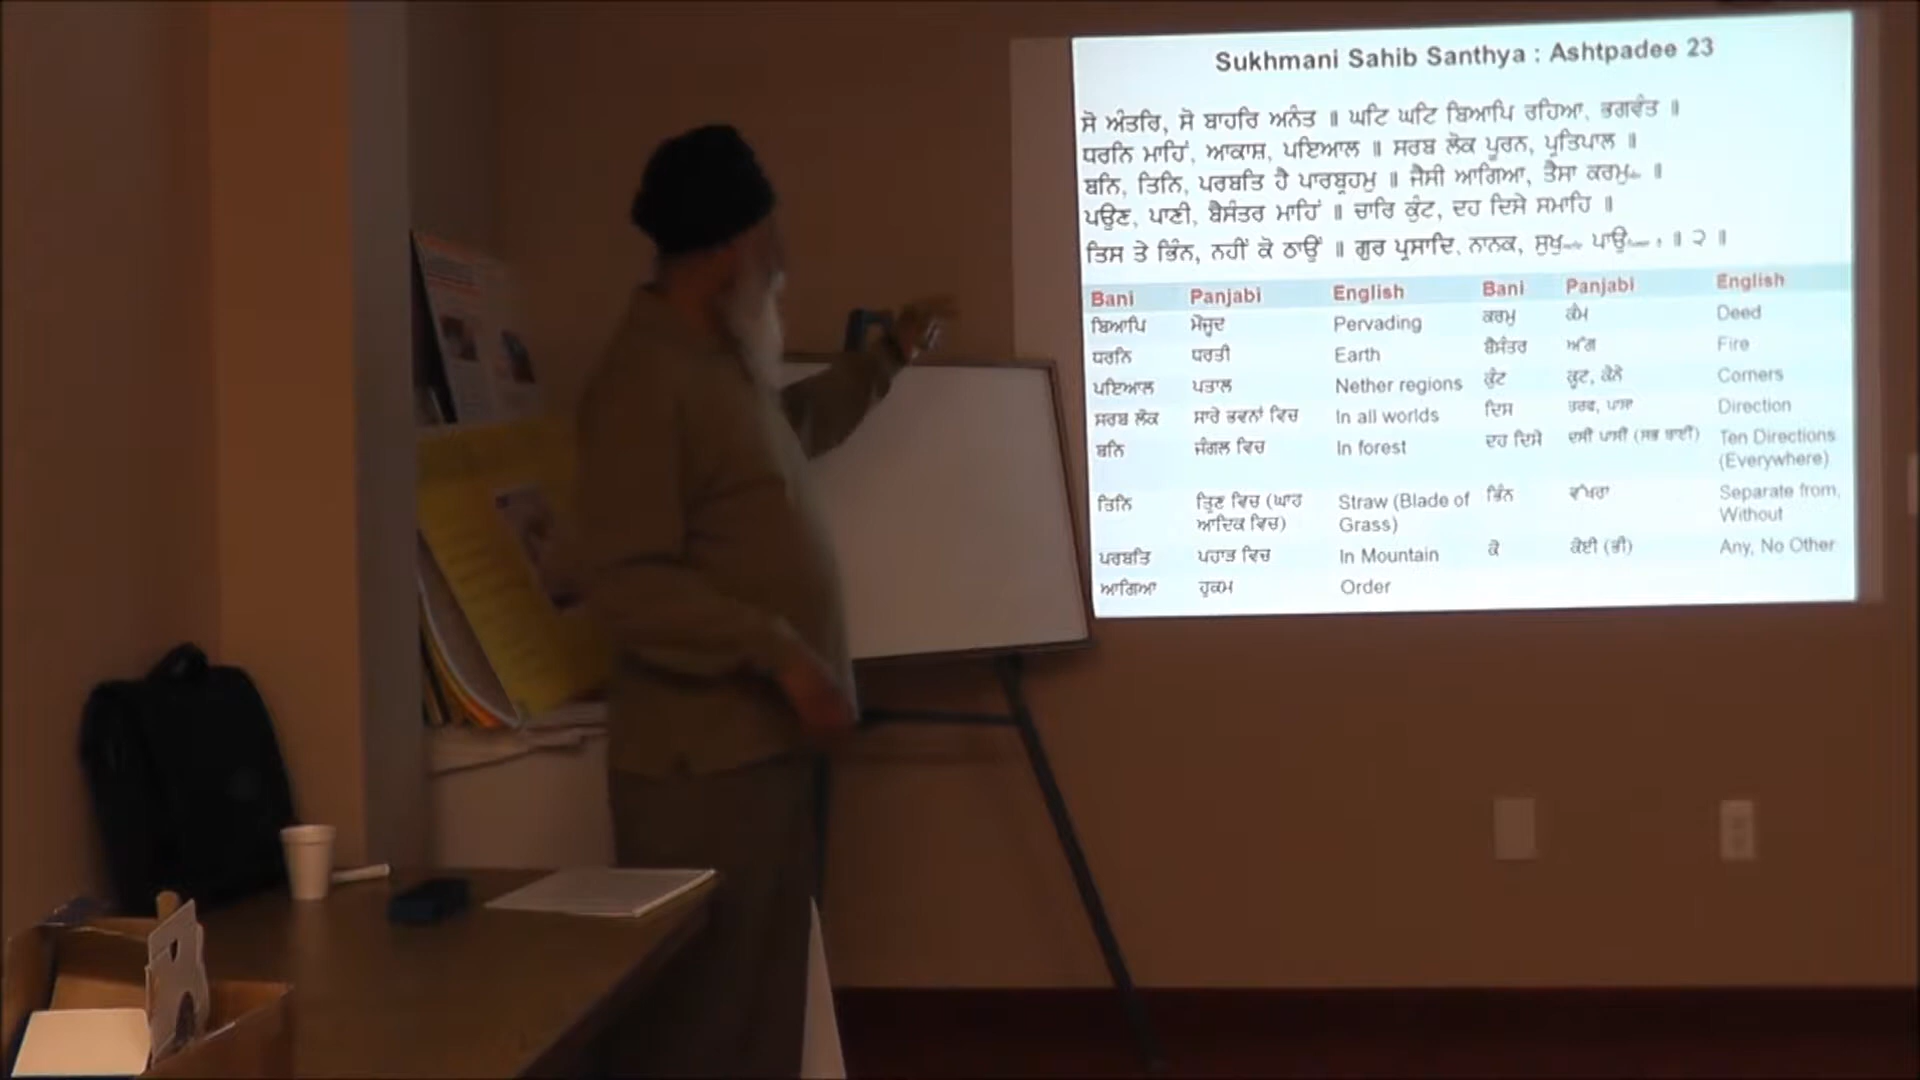 Sukhmani Sahib Santhya : Ashtpadee 23
ਸੋ ਅੰਤਰਿ, ਸੋ ਬਾਹਰਿ ਅਨੰਤ ॥ ਘਟਿ ਘਟਿ ਬਿਆਪਿ ਰਹਿਆ, ਭਗਵੰਤ ॥
ਧਰਨਿ ਮਾਹਿਂ, ਆਕਾਸ਼, ਪਇਆਲ ॥ ਸਰਬ ਲੋਕ ਪੂਰਨ, ਪ੍ਰਤਿਪਾਲ ॥
ਬਨਿ, ਤਿਨਿ, ਪਰਬਤਿ ਹੈ ਪਾਰਬ੍ਰਹਮੁ ॥ ਜੈਸੀ ਆਗਿਆ, ਤੈਸਾ ਕਰਮੁ ॥
ਪਉਣ, ਪਾਣੀ, ਬੈਸੰਤਰ ਮਾਹਿਂ ॥ ਚਾਰਿ ਕੁੰਟ, ਦਹ ਦਿਸੇ ਸਮਾਹਿ ॥
ਤਿਸ ਤੇ ਭਿੰਨ, ਨਹੀਂ ਕੋ ਠਾਉਂ ॥ ਗੁਰ ਪ੍ਰਸਾਦਿ, ਨਾਨਕ, ਸੁਖੁ ਪਾਉ ॥ ੨ ॥
Bani Panjabi English Bani Panjabi English
ਬਿਆਪਿ ਮੌਜੂਦ Pervading ਕਰਮੁ ਕੰਮ Deed
ਧਰਨਿ ਧਰਤੀ Earth ਬੈਸੰਤਰ ਅੱਗ Fire
ਪਇਆਲ ਪਤਾਲ Nether regions ਕੁੰਟ ਕੂਟ, ਕੋਨੇ Corners
ਸਰਬ ਲੋਕ ਸਾਰੇ ਭਵਨਾਂ ਵਿਚ In all worlds ਦਿਸ ਤਰਫ, ਪਾਸਾ Direction
ਬਨਿ ਜੰਗਲ ਵਿਚ In forest ਦਹ ਦਿਸੇ ਦਸੀਂ ਪਾਸੀਂ (ਸਭ ਥਾਈਂ) Ten Directions
(Everywhere)
ਤਿਨਿ ਤ੍ਰਿਣ ਵਿਚ (ਘਾਹ Straw (Blade of ਭਿੰਨ ਵੱਖਰਾ Separate from,
ਆਦਿਕ ਵਿਚ) Grass) Without
ਪਰਬਤਿ ਪਹਾੜ ਵਿਚ In Mountain ਕੋ ਕੋਈ (ਭੀ) Any, No Other
ਆਗਿਆ ਹੁਕਮ Order